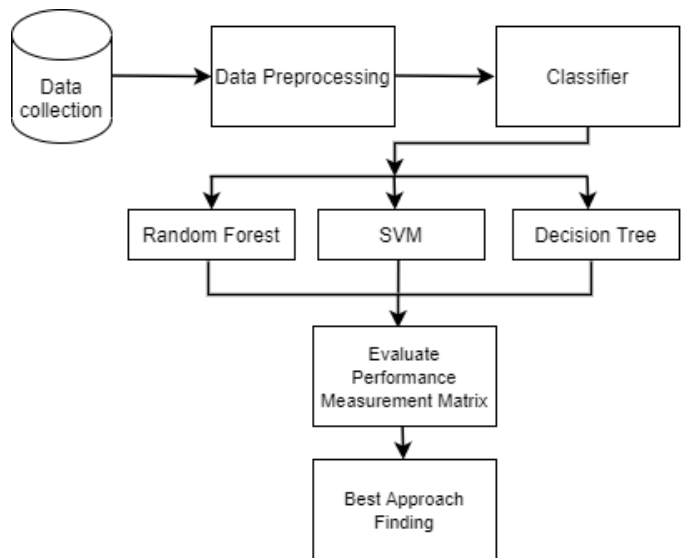 Data
collection
Data Preprocessing
Classifier
Random Forest
SVM
Decision Tree
Evaluate
Performance
Measurement Matrix
Best Approach
Finding